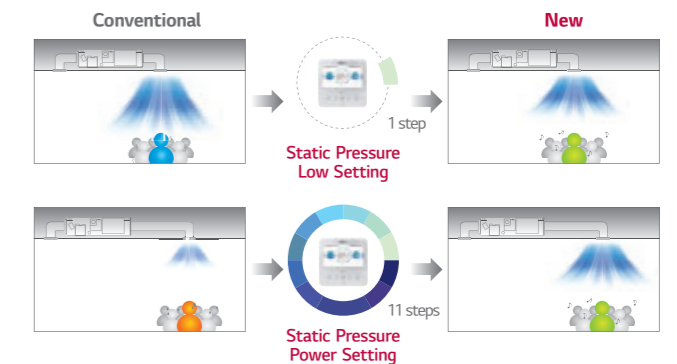 Conventional
New
1 step
Static Pressure
Low Setting
11 steps
Static Pressure
Power Setting